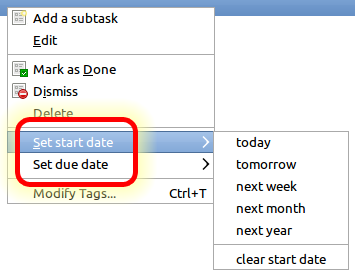 Add a subtask
Edit
Mark as Done
Dismiss
Delete
Set start date
Set due date
Modify Tags... Ctrl+T
today
tomorrow
next week
next month
next year
clear start date